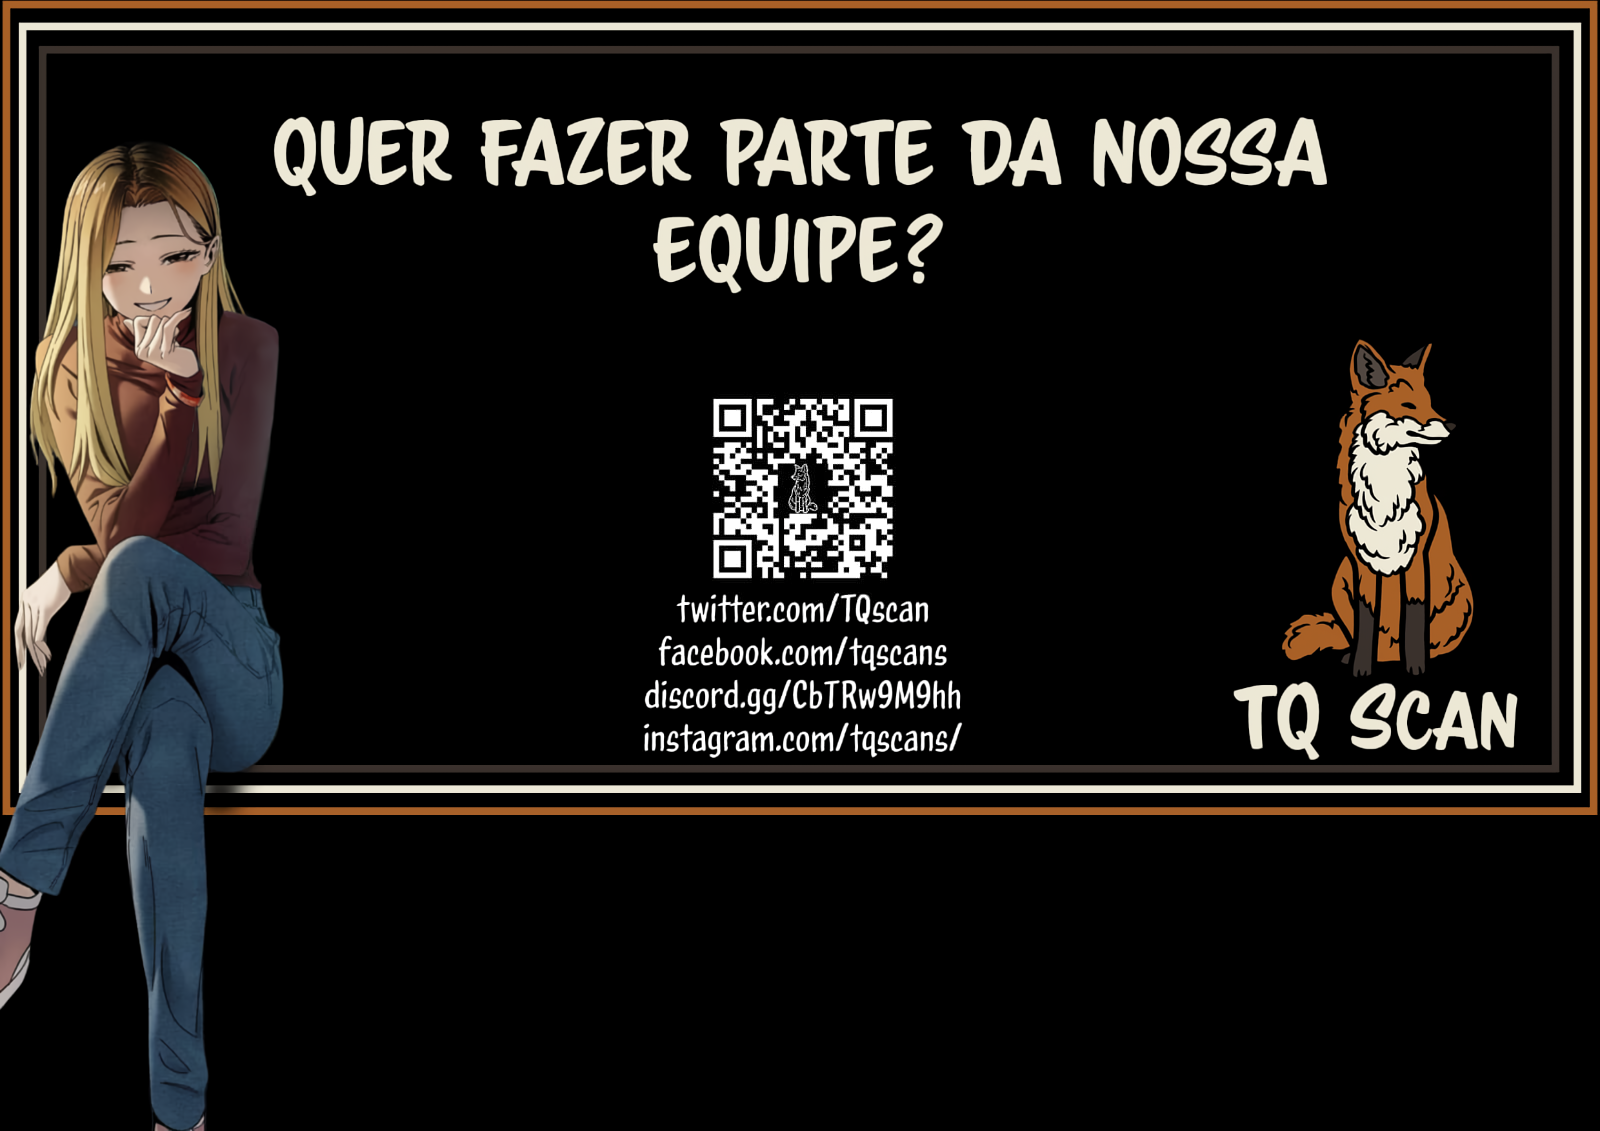 QUER FAZER PARTE DA NOSSA
EQUIPE?
twitter.com/TQscan
facebook.com/tqscans
discord.gg/CbTRw9M9hh
instagram.com/tqscans/
TQ SCAN